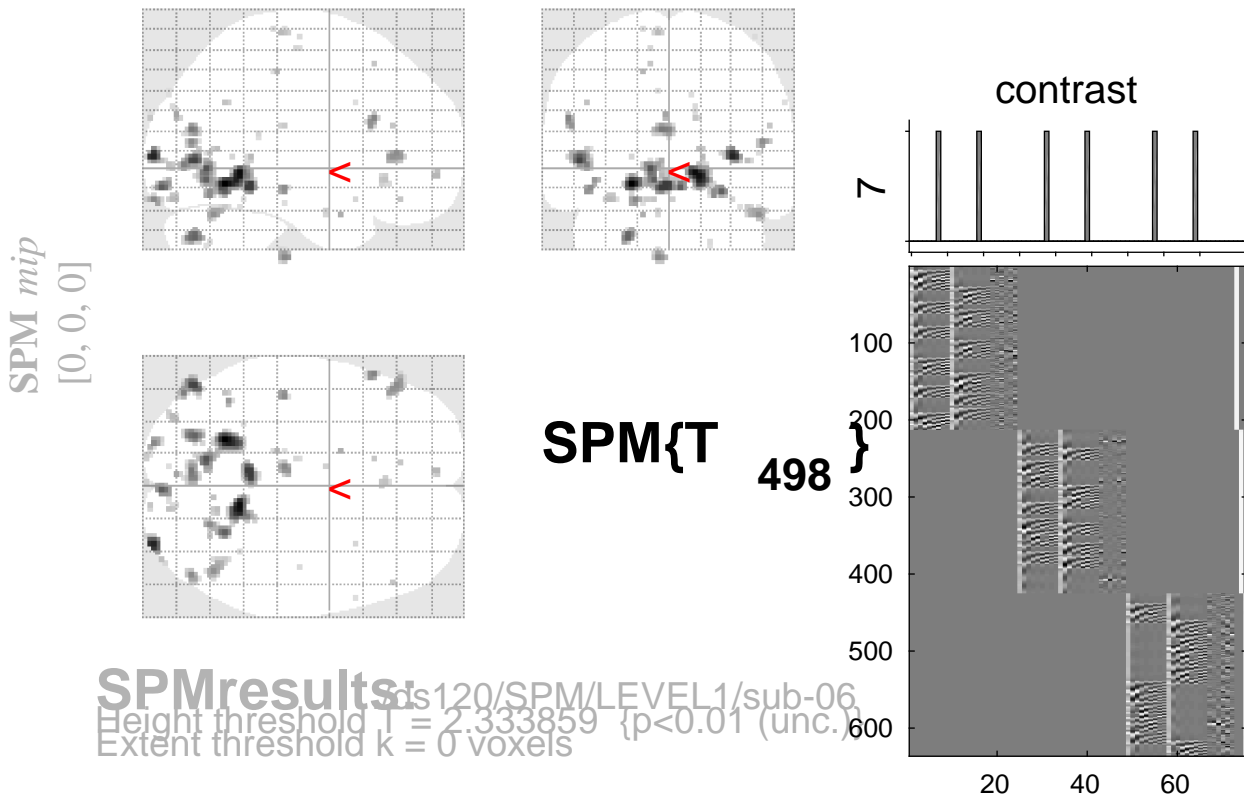 SPM mip
[0, 0, 0]
<
<
<
SPM{T 498 }
SPMresults: /ds120/SPM/LEVEL1/sub-06
Height threshold T = 2.333859 {p<0.01 (unc.)}
Extent threshold k = 0 voxels
contrast
7
100
200
300
400
500
600
20 40 60